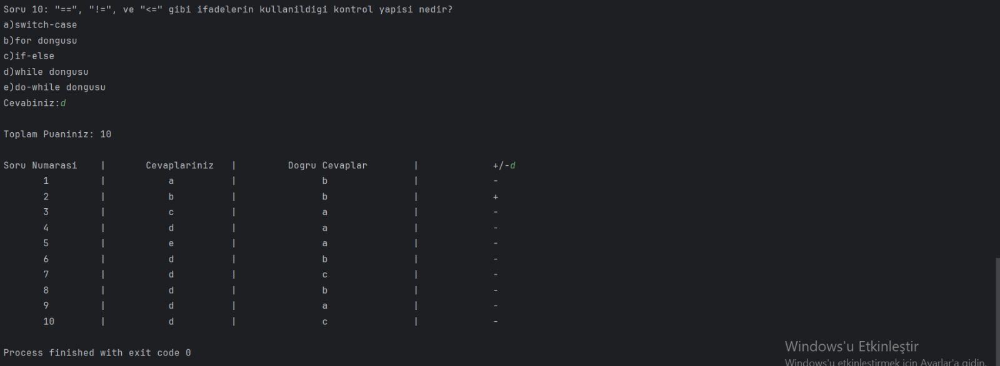 Soru 10: "==", "!=", ve "<=" gibi ifadelerin kullanildigi kontrol yapisi nedir?
a)switch-case
b)for dongusu
c)if-else
d)while dongusu
e)do-while dongusu
Cevabiniz:d
Toplam Puaniniz: 10
Soru Numarasi | Cevaplariniz | Dogru Cevaplar | +/-d
1 | a | b | -
2 | b | b | +
3 | c | a | -
4 | d | a | -
5 | e | a | -
6 | d | b | -
7 | d | c | -
8 | d | b | -
9 | d | a | -
10 | d | c | -
Process finished with exit code 0
Windows'u Etkinleştir
Windows'u etkinleştirmek için Ayarlar'a gidin.